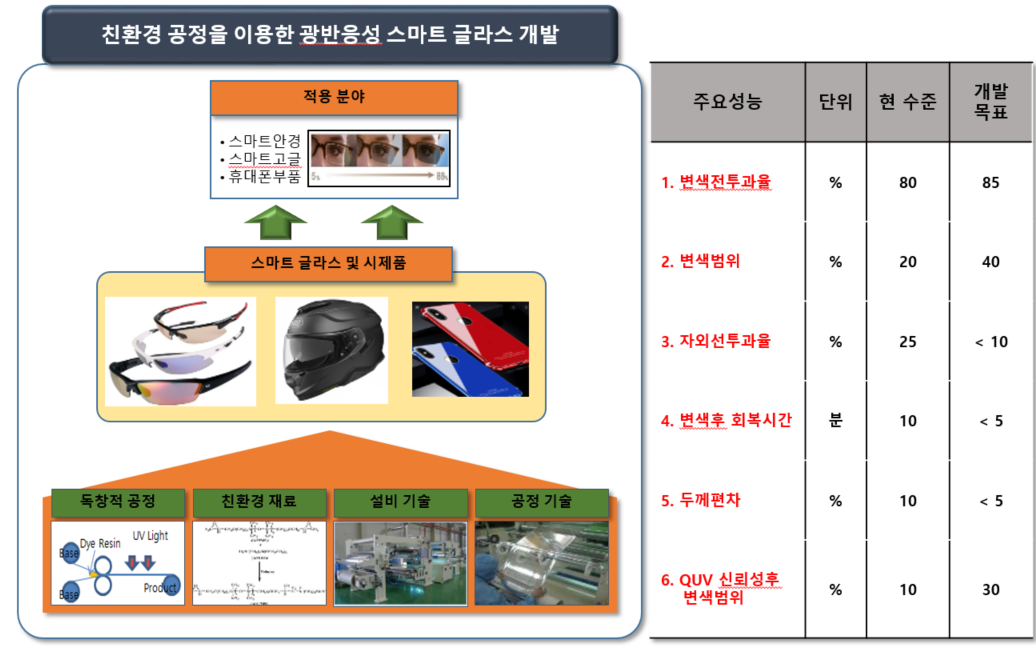 친환경 공정을 이용한 광반응성 스마트 글라스 개발
적용 분야
• 스마트안경
• 스마트고글
• 휴대폰부품
5%
88%
스마트 글라스 및 시제품
독창적 공정
친환경 재료
설비 기술
공정 기술
UV Light
Dye Resin
Base
Product
Base
주요성능 단위 현 수준 개발
목표
1. 변색전투과율 % 80 85
2. 변색범위 % 20 40
3. 자외선투과율 % 25 < 10
4. 변색후 회복시간 분 10 < 5
5. 두께편차 % 10 < 5
6. QUV 신뢰성후
변색범위 % 10 30